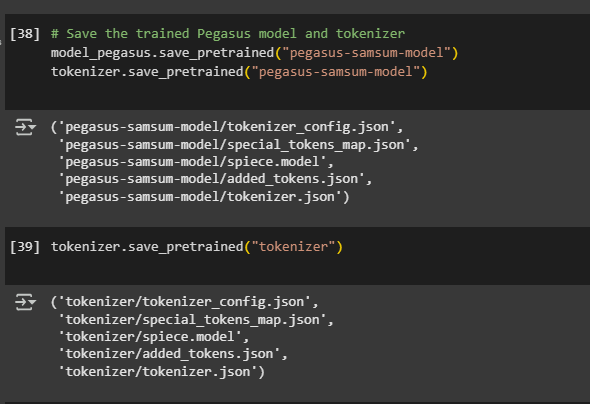 [38] # Save the trained Pegasus model and tokenizer
model_pegasus.save_pretrained("pegasus-samsum-model")
tokenizer.save_pretrained("pegasus-samsum-model")
('pegasus-samsum-model/tokenizer_config.json',
'pegasus-samsum-model/special_tokens_map.json',
'pegasus-samsum-model/spiece.model',
'pegasus-samsum-model/added_tokens.json',
'pegasus-samsum-model/tokenizer.json')
[39] tokenizer.save_pretrained("tokenizer")
('tokenizer/tokenizer_config.json',
'tokenizer/special_tokens_map.json',
'tokenizer/spiece.model',
'tokenizer/added_tokens.json',
'tokenizer/tokenizer.json')